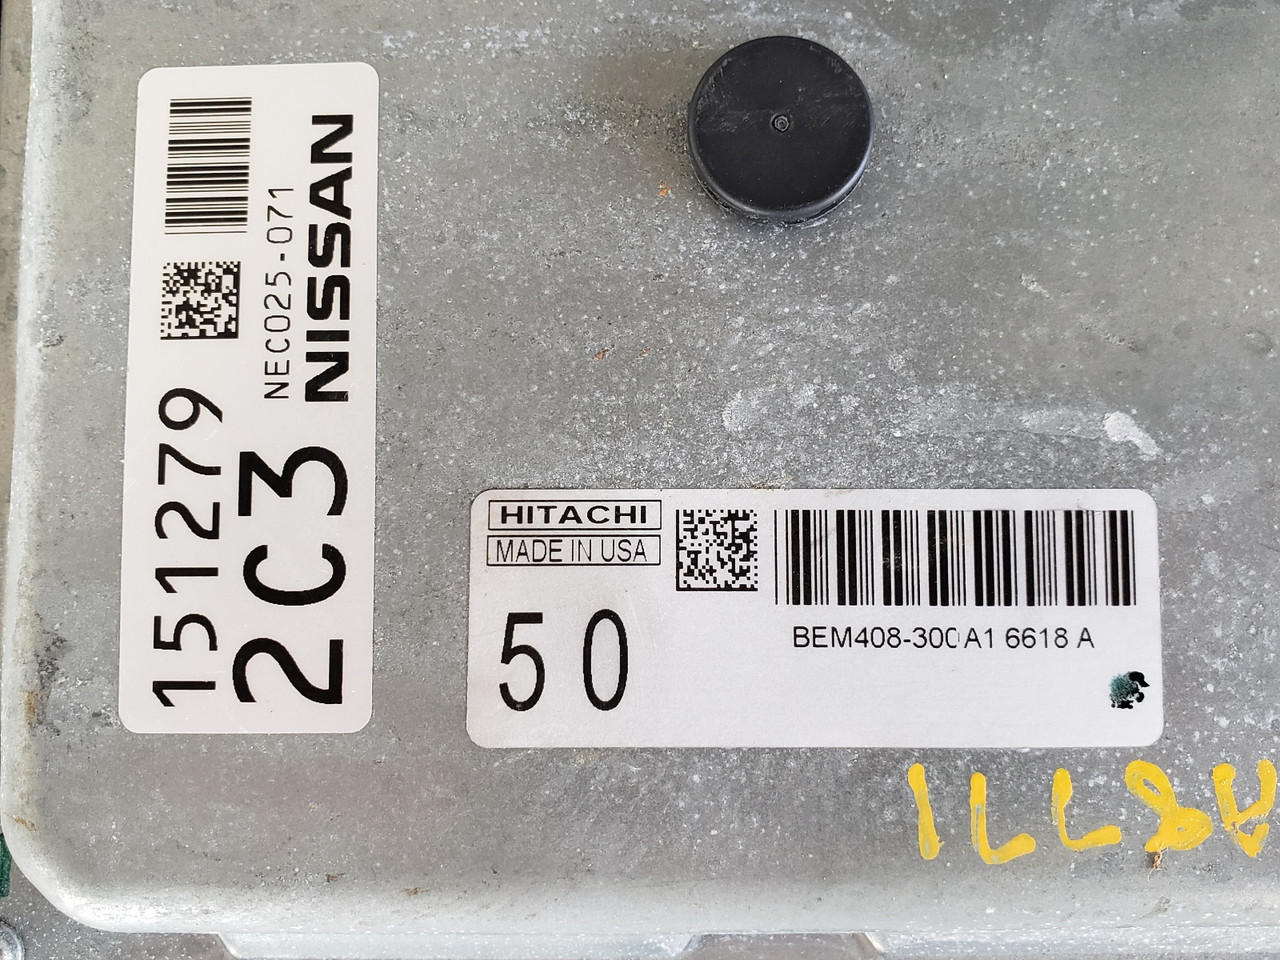 NISSAN
NEC025-071
151279
2C3
HITACHI
MADE IN USA
50
BEM408-300 A1 6618 A